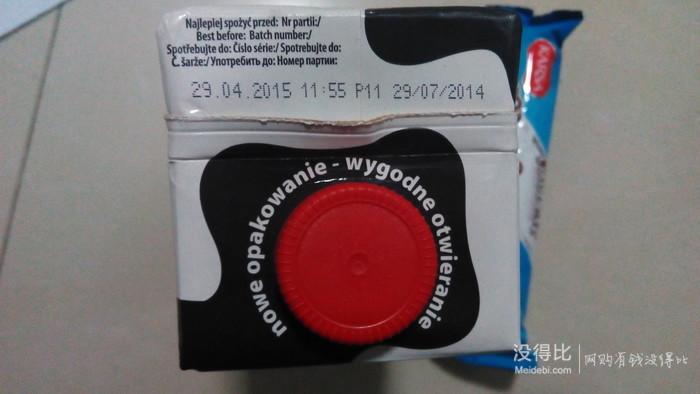 Najlepiej spożyć przed: Nr partii:/
Best before: Batch number:/
Spotřebujte do: Číslo série:/ Spotrebujte do:
Č. šarže:/ Употребить до: Номер партии:
29.04.2015 11:55 P11 29/07/2014
nowe opakowanie - wygodne otwieranie
没得比
Meidebi.com
网购有钱没得比